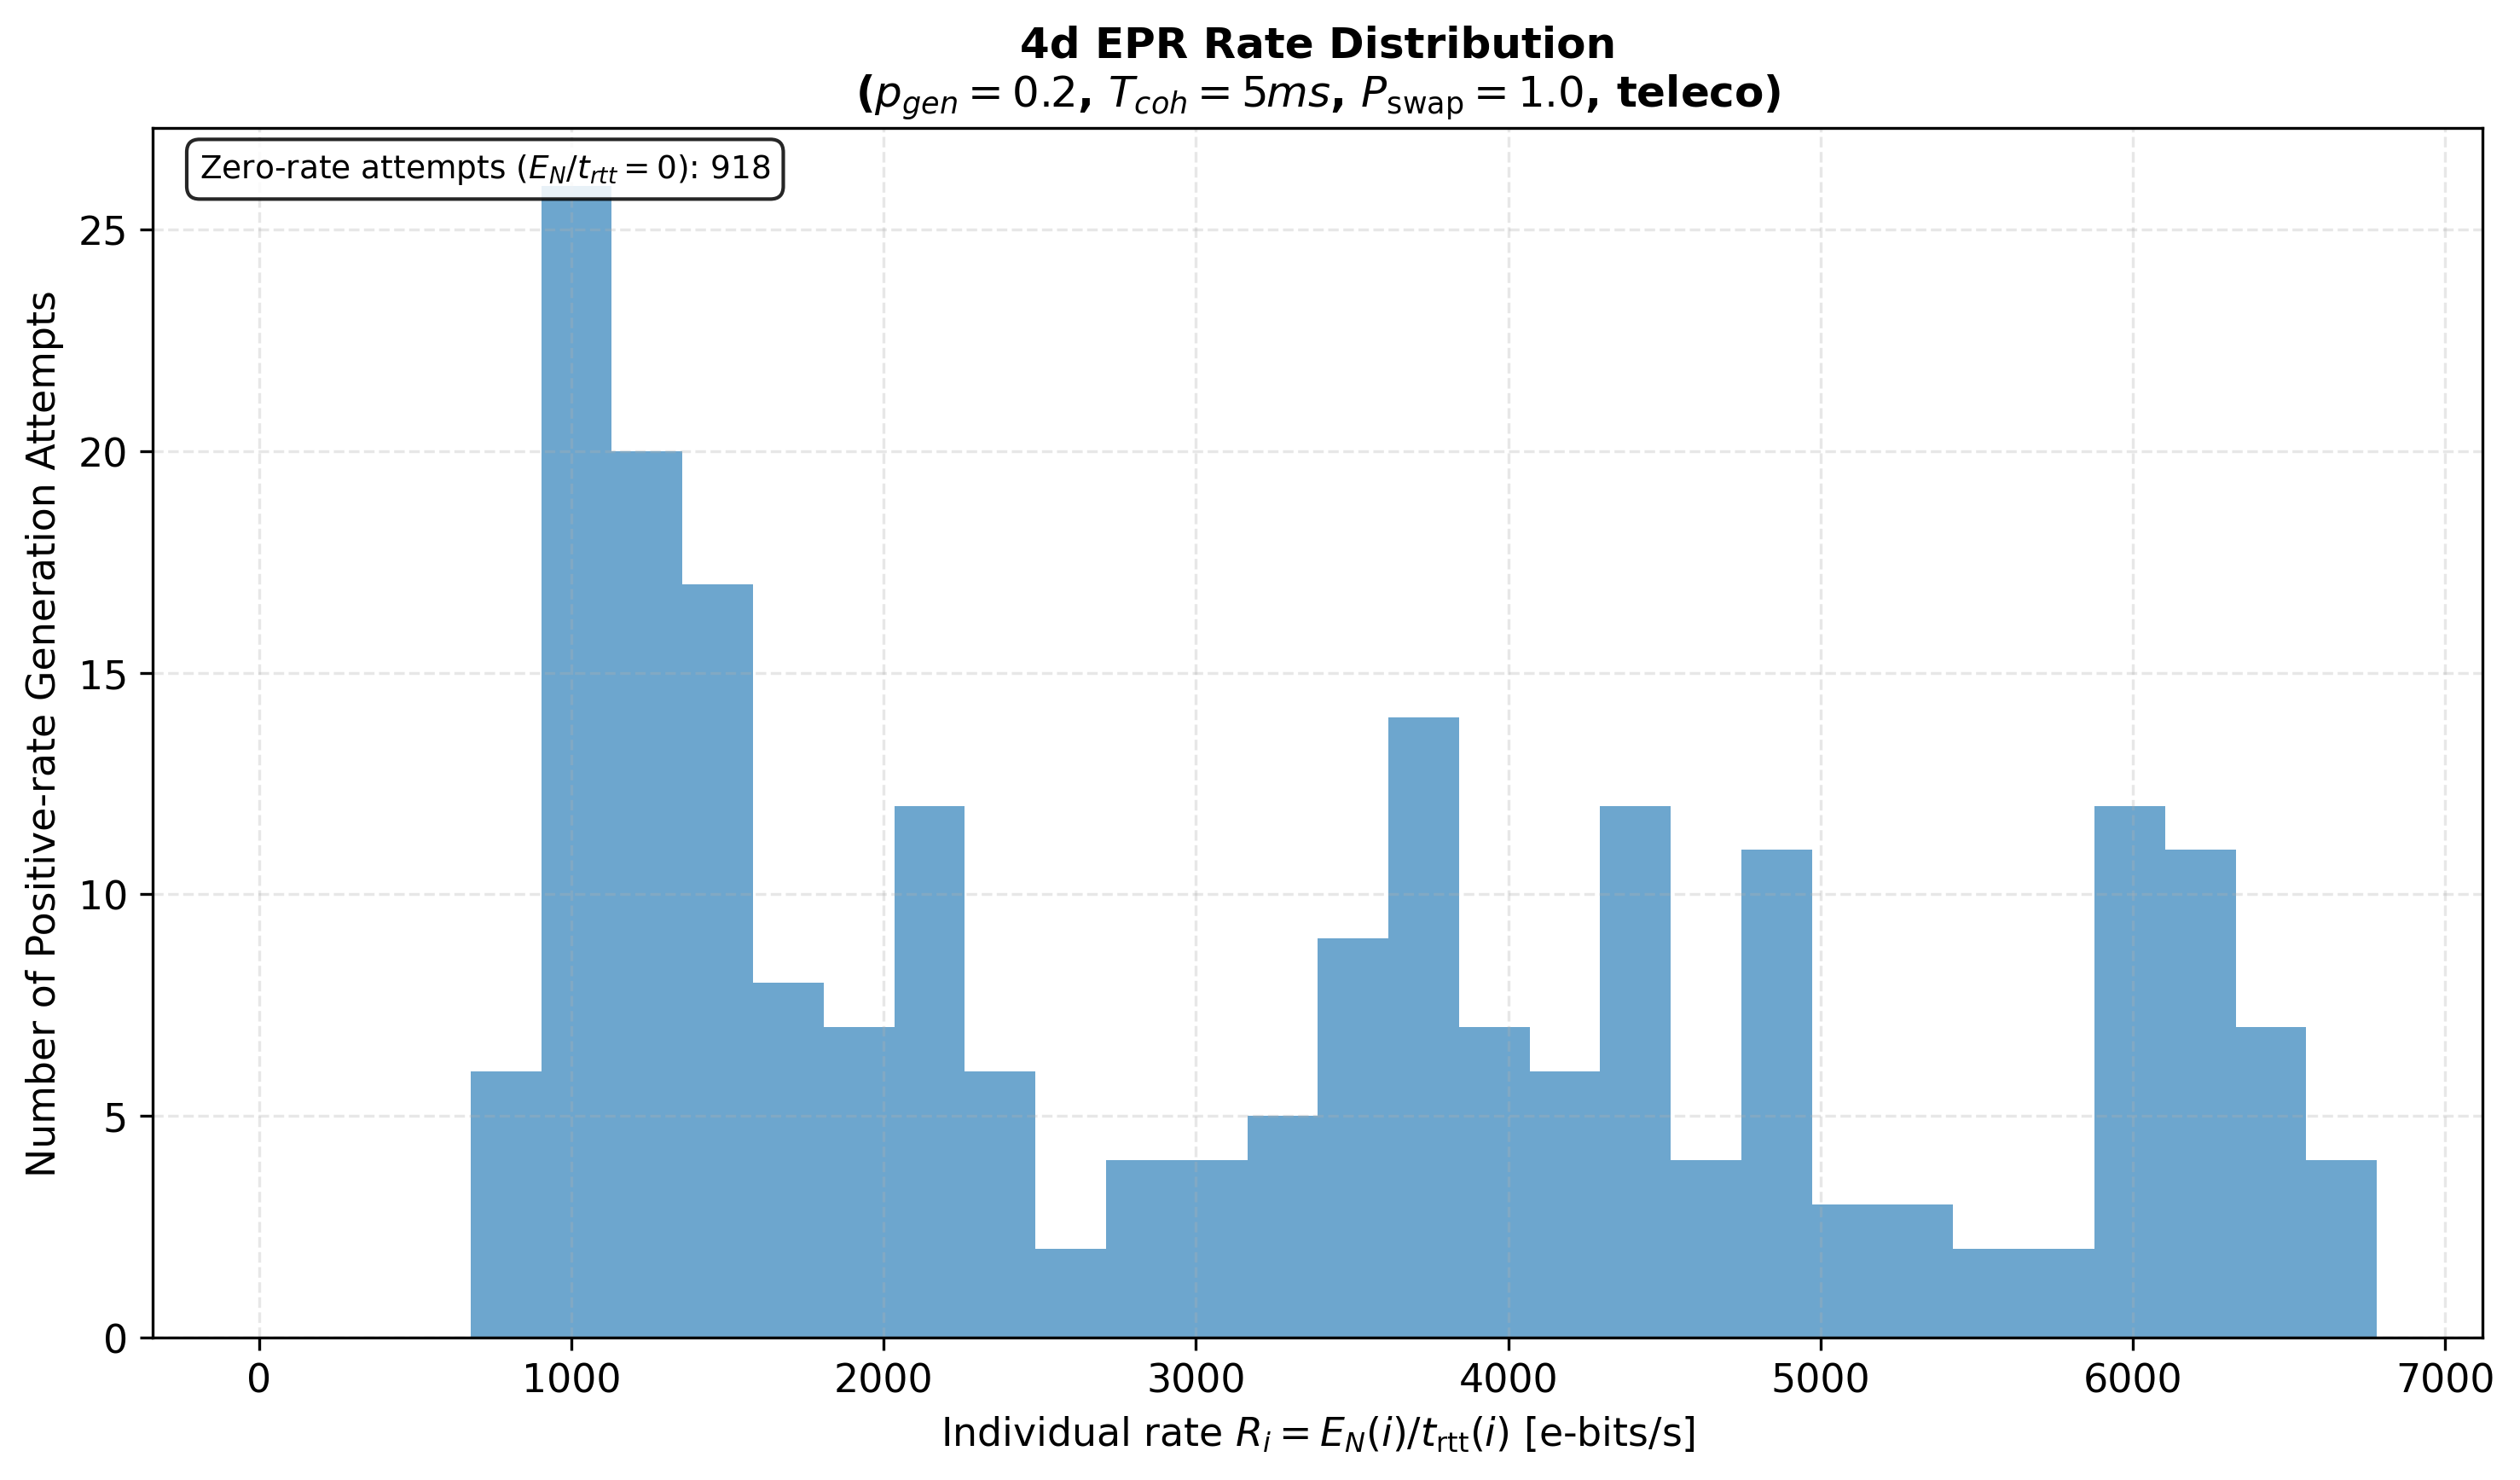 4d EPR Rate Distribution
(p_gen = 0.2, T_coh = 5ms, P_swap = 1.0, teleco)
Zero-rate attempts (E_N/t_rtt = 0): 918
Number of Positive-rate Generation Attempts
25
20
15
10
5
0
0 1000 2000 3000 4000 5000 6000 7000
Individual rate R_i = E_N(i)/t_rtt(i) [e-bits/s]